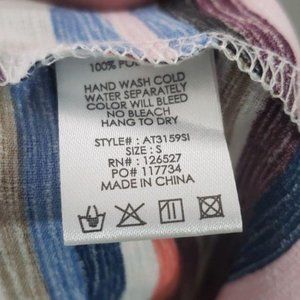 100%
HAND WASH COLD
WATER SEPARATELY
COLOR WILL BLEED
NO BLEACH
HANG TO DRY
STYLE# : AT3159SI
SIZE : S
RN# : 126527
PO# 117734
MADE IN CHINA